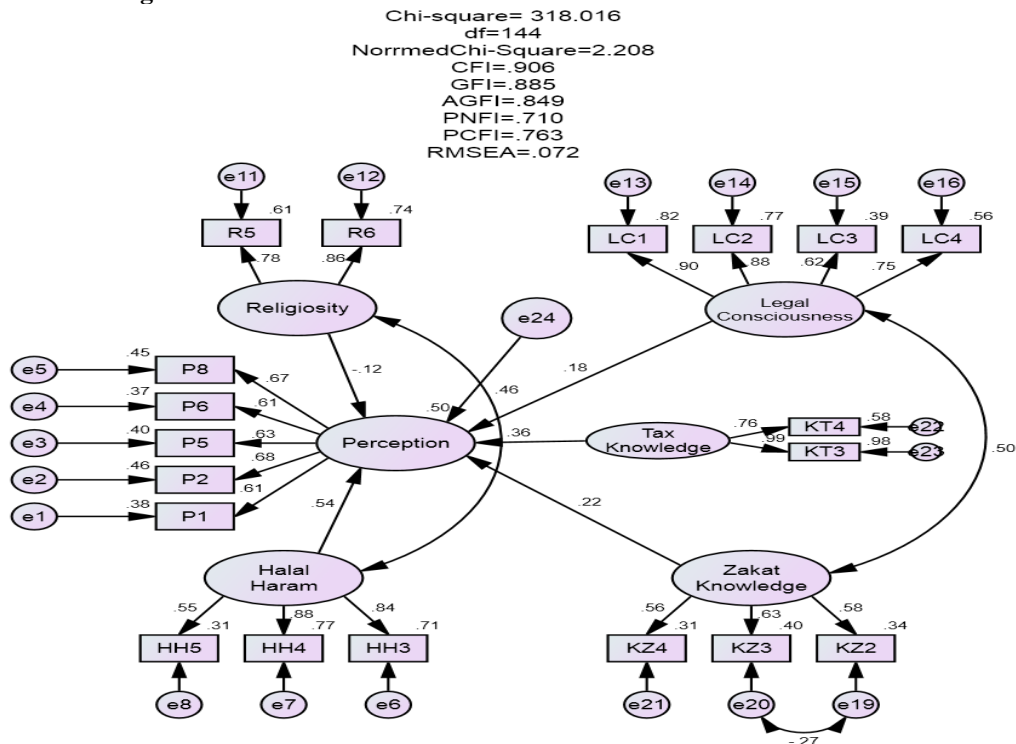 Chi-square= 318.016
df=144
NorrmedChi-Square=2.208
CFI=.906
GFI=.885
AGFI=.849
PNFI=.710
PCFI=.763
RMSEA=.072
e11 e12 e13 e14 e15 e16
.61 .74 .82 .77 .39 .56
R5 R6 LC1 LC2 LC3 LC4
.78 .86 .90 .88 .62 .75
Religiosity
Legal
Consciousness
e24
e5 .45 P8 .67
-.12 .18 .46
e4 .37 P6 .61
.50
e3 .40 P5 .63
Perception
.36
Tax
Knowledge
.76 KT4 .58 e22
.99 KT3 .98 e23
.50
e2 .46 P2 .68
e1 .38 P1 .61
.54 .22
Halal
Haram
Zakat
Knowledge
.55 .88 .84 .56 .63 .58
.31 .77 .71 .31 .40 .34
HH5 HH4 HH3 KZ4 KZ3 KZ2
e8 e7 e6 e21 e20 e19
-.27